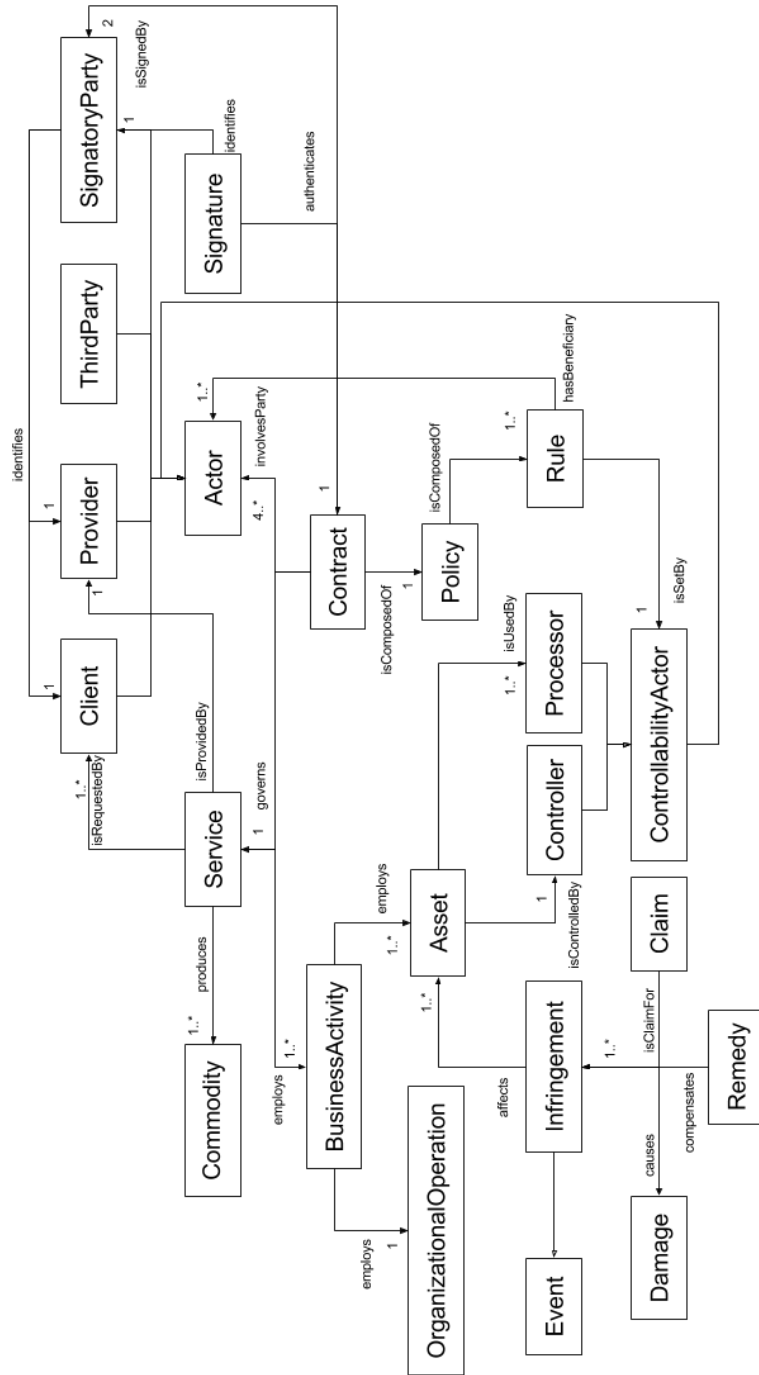 identifies
1
1
Client
Provider
ThirdParty
SignatoryParty
1..*
isRequestedBy
1
2
1
isSignedBy
1..*
produces
isProvidedBy
1..*
Commodity
Service
Actor
Signature
identifies
1
governs
4..*
involvesParty
employs
1..*
authenticates
1
BusinessActivity
Contract
employs
1
employs
1..*
isComposedOf
1
OrganizationalOperation
1..*
Asset
Policy
isComposedOf
affects
isUsedBy
1..*
1..*
Event
Infringement
1
Controller
Processor
Rule
isControlledBy
hasBeneficiary
1..*
isClaimFor
1
isSetBy
causes
Damage
Claim
ControllabilityActor
compensates
Remedy